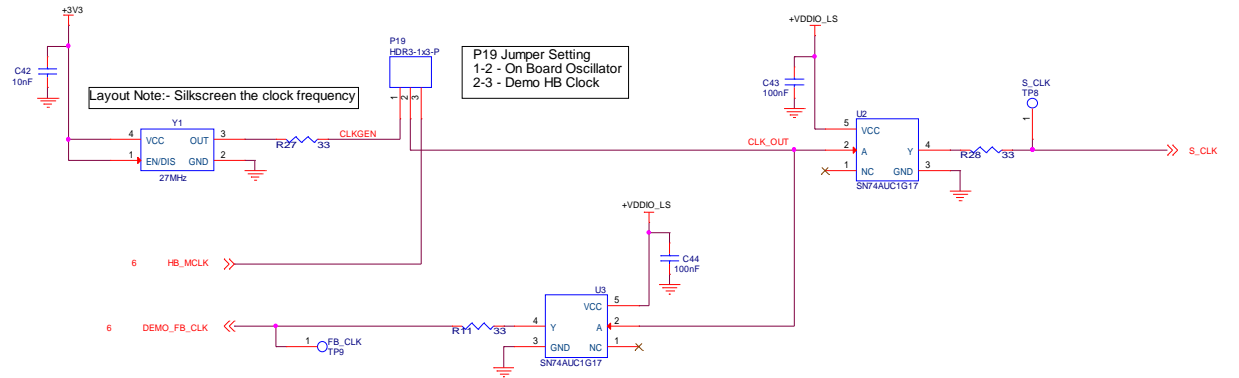 +3V3
C42
10nF
Layout Note:- Silkscreen the clock frequency
P19
HDR3-1x3-P
1
2
3
P19 Jumper Setting
1-2 - On Board Oscillator
2-3 - Demo HB Clock
Y1
4 VCC OUT 3
1 EN/DIS GND 2
27MHz
R27 33
CLKGEN
CLK_OUT
+VDDIO_LS
C43
100nF
U2
5 VCC
2 A Y 4
1 NC GND 3
SN74AUC1G17
R28 33
S_CLK
TP8
1
S_CLK
6 HB_MCLK
+VDDIO_LS
C44
100nF
U3
VCC 5
4 Y A 2
3 GND NC 1
SN74AUC1G17
R11 33
6 DEMO_FB_CLK
1 FB_CLK
TP9